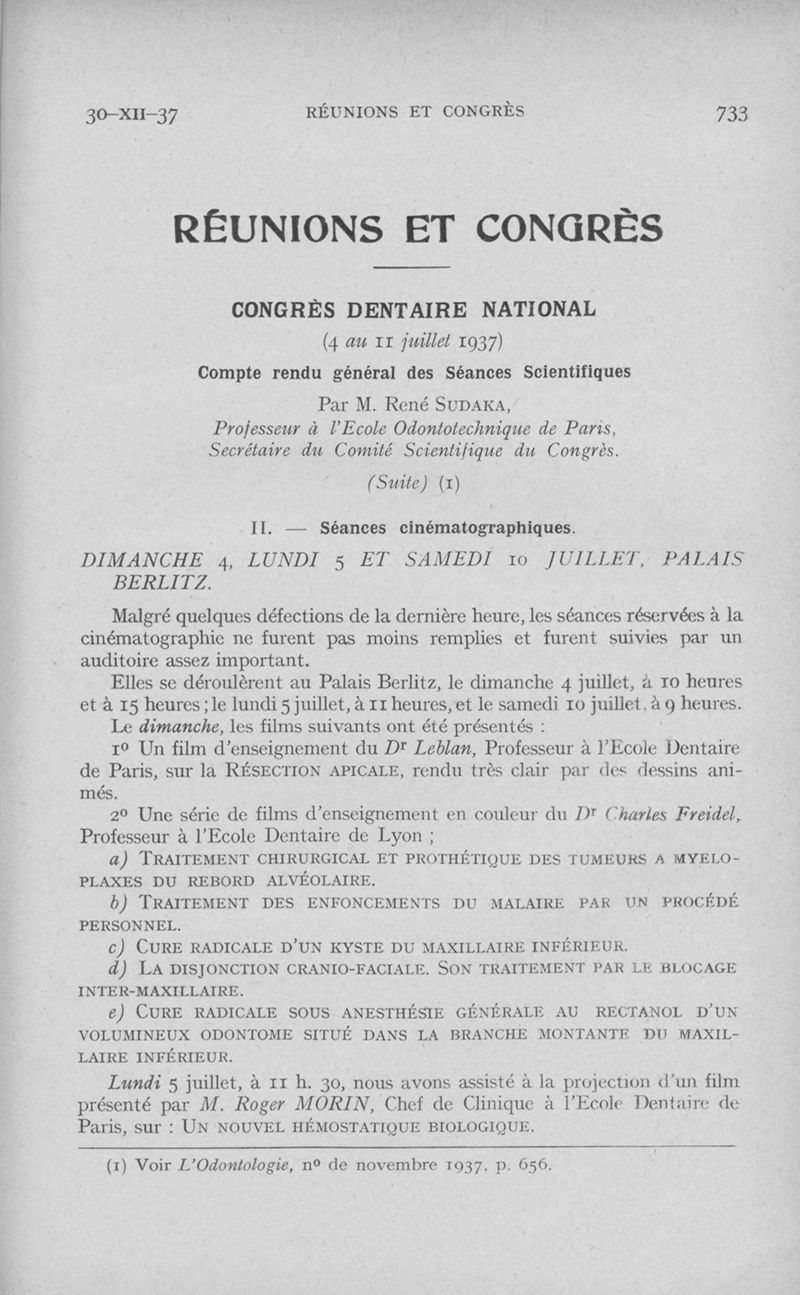 30-XII-37 RÉUNIONS ET CONGRÈS 733
RÉUNIONS ET CONGRÈS
CONGRÈS DENTAIRE NATIONAL
(4 au 11 juillet 1937)
Compte rendu général des Séances Scientifiques
Par M. René SUDAKA,
Professeur à l'Ecole Odontotechnique de Paris,
Secrétaire du Comité Scientifique du Congrès.
(Suite) (1)
II. — Séances cinématographiques.
DIMANCHE 4, LUNDI 5 ET SAMEDI 10 JUILLET, PALAIS
BERLITZ.
Malgré quelques défections de la dernière heure, les séances réservées à la
cinématographie ne furent pas moins remplies et furent suivies par un
auditoire assez important.
Elles se déroulèrent au Palais Berlitz, le dimanche 4 juillet, à 10 heures
et à 15 heures ; le lundi 5 juillet, à 11 heures, et le samedi 10 juillet, à 9 heures.
Le dimanche, les films suivants ont été présentés :
1º Un film d'enseignement du Dr Leblan, Professeur à l'Ecole Dentaire
de Paris, sur la RÉSECTION APICALE, rendu très clair par des dessins ani-
més.
2º Une série de films d'enseignement en couleur du Dr Charles Freidel,
Professeur à l'Ecole Dentaire de Lyon ;
a) TRAITEMENT CHIRURGICAL ET PROTHÉTIQUE DES TUMEURS A MYELO-
PLAXES DU REBORD ALVÉOLAIRE.
b) TRAITEMENT DES ENFONCEMENTS DU MALAIRE PAR UN PROCÉDÉ
PERSONNEL.
c) CURE RADICALE D'UN KYSTE DU MAXILLAIRE INFÉRIEUR.
d) LA DISJONCTION CRANIO-FACIALE. SON TRAITEMENT PAR LE BLOCAGE
INTER-MAXILLAIRE.
e) CURE RADICALE SOUS ANESTHÉSIE GÉNÉRALE AU RECTANOL D'UN
VOLUMINEUX ODONTOME SITUÉ DANS LA BRANCHE MONTANTE DU MAXIL-
LAIRE INFÉRIEUR.
Lundi 5 juillet, à 11 h. 30, nous avons assisté à la projection d'un film
présenté par M. Roger MORIN, Chef de Clinique à l'Ecole Dentaire de
Paris, sur : UN NOUVEL HÉMOSTATIQUE BIOLOGIQUE.
(1) Voir L'Odontologie, nº de novembre 1937, p. 656.